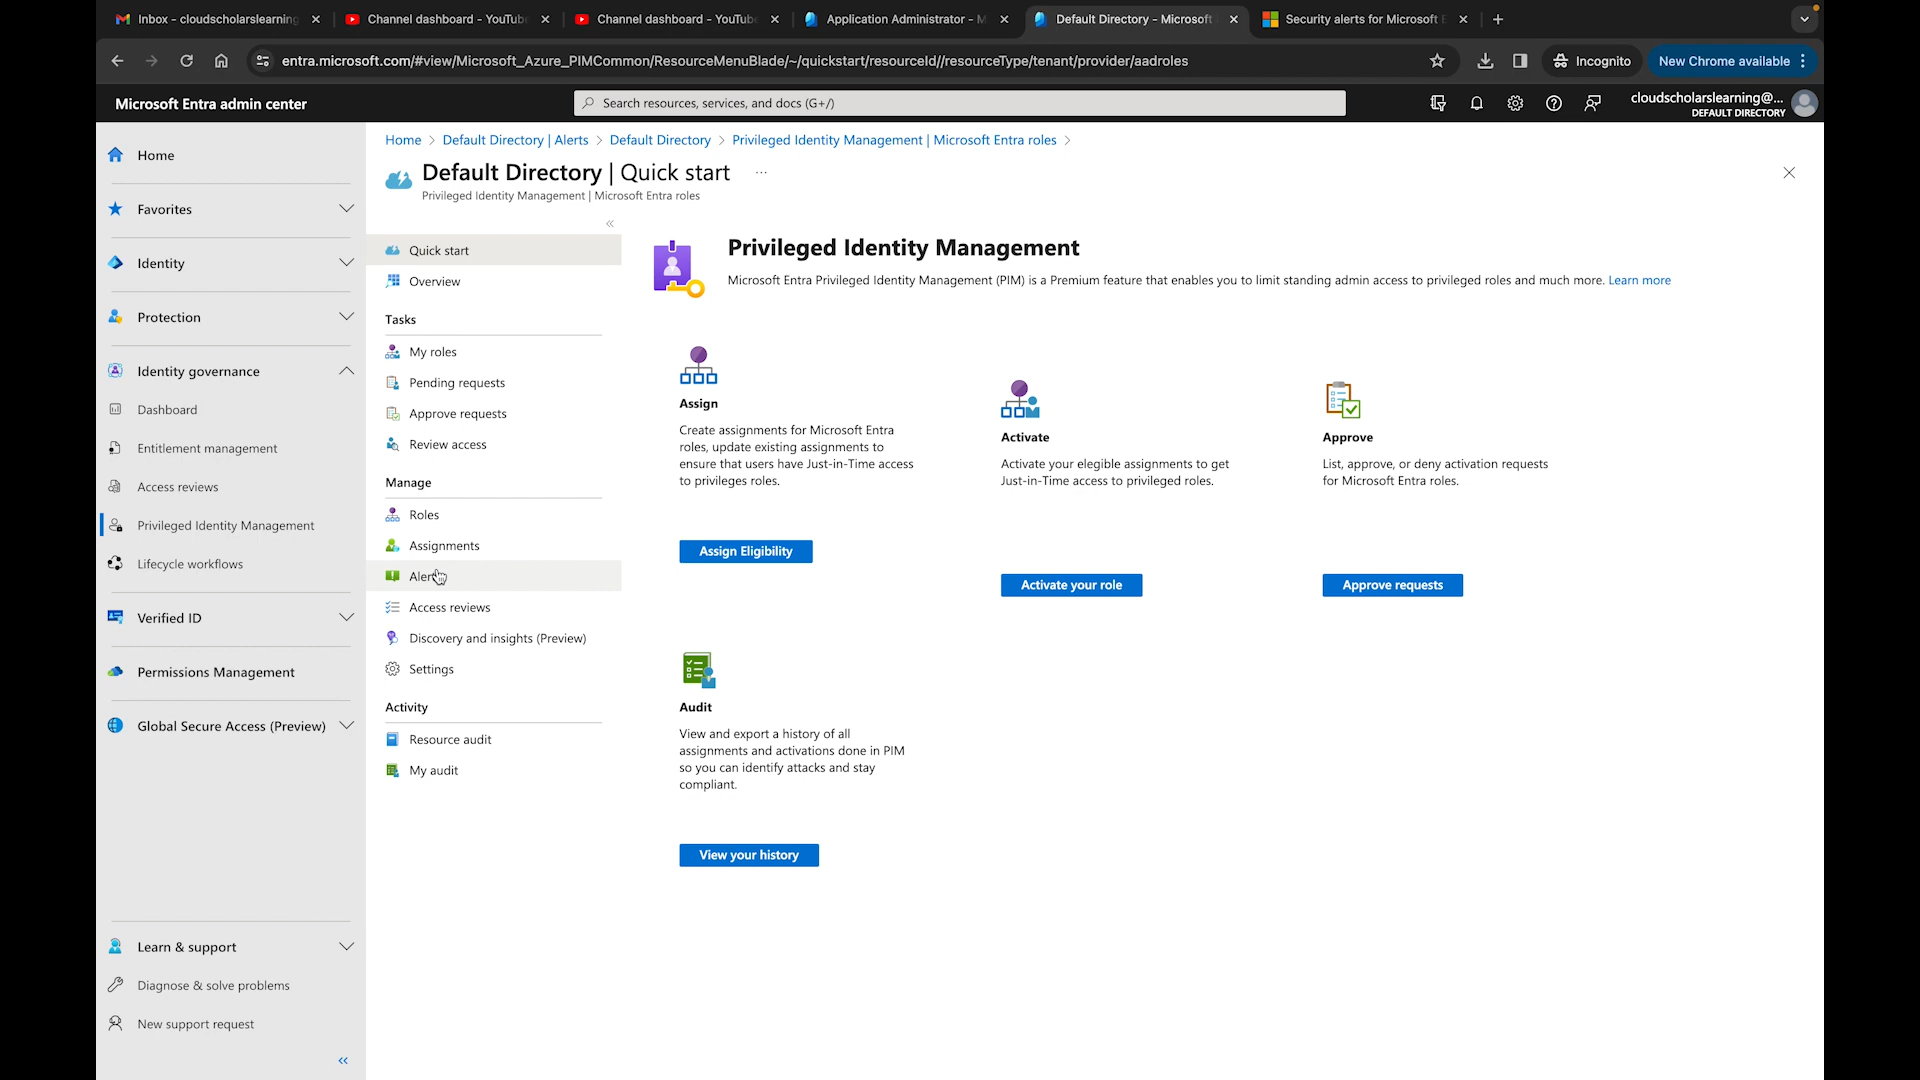 Inbox - cloudscholarslearning
Channel dashboard - YouTube
Channel dashboard - YouTube
Application Administrator - M
Default Directory - Microsoft
Security alerts for Microsoft E
entra.microsoft.com/#view/Microsoft_Azure_PIMCommon/ResourceMenuBlade/~/quickstart/resourceId//resourceType/tenant/provider/aadroles
Incognito
New Chrome available
Microsoft Entra admin center
Search resources, services, and docs (G+/)
cloudscholarslearning@...
DEFAULT DIRECTORY
Home
Favorites
Identity
Protection
Identity governance
Dashboard
Entitlement management
Access reviews
Privileged Identity Management
Lifecycle workflows
Verified ID
Permissions Management
Global Secure Access (Preview)
Learn & support
Diagnose & solve problems
New support request
Home > Default Directory | Alerts > Default Directory > Privileged Identity Management | Microsoft Entra roles >
Default Directory | Quick start ...
Privileged Identity Management | Microsoft Entra roles
Quick start
Overview
Tasks
My roles
Pending requests
Approve requests
Review access
Manage
Roles
Assignments
Access reviews
Discovery and insights (Preview)
Settings
Activity
Resource audit
My audit
Privileged Identity Management
Microsoft Entra Privileged Identity Management (PIM) is a Premium feature that enables you to limit standing admin access to privileged roles and much more. Learn more
Assign
Create assignments for Microsoft Entra
roles, update existing assignments to
ensure that users have Just-in-Time access
to privileges roles.
Assign Eligibility
Activate
Activate your elegible assignments to get
Just-in-Time access to privileged roles.
Activate your role
Approve
List, approve, or deny activation requests
for Microsoft Entra roles.
Approve requests
Audit
View and export a history of all
assignments and activations done in PIM
so you can identify attacks and stay
compliant.
View your history